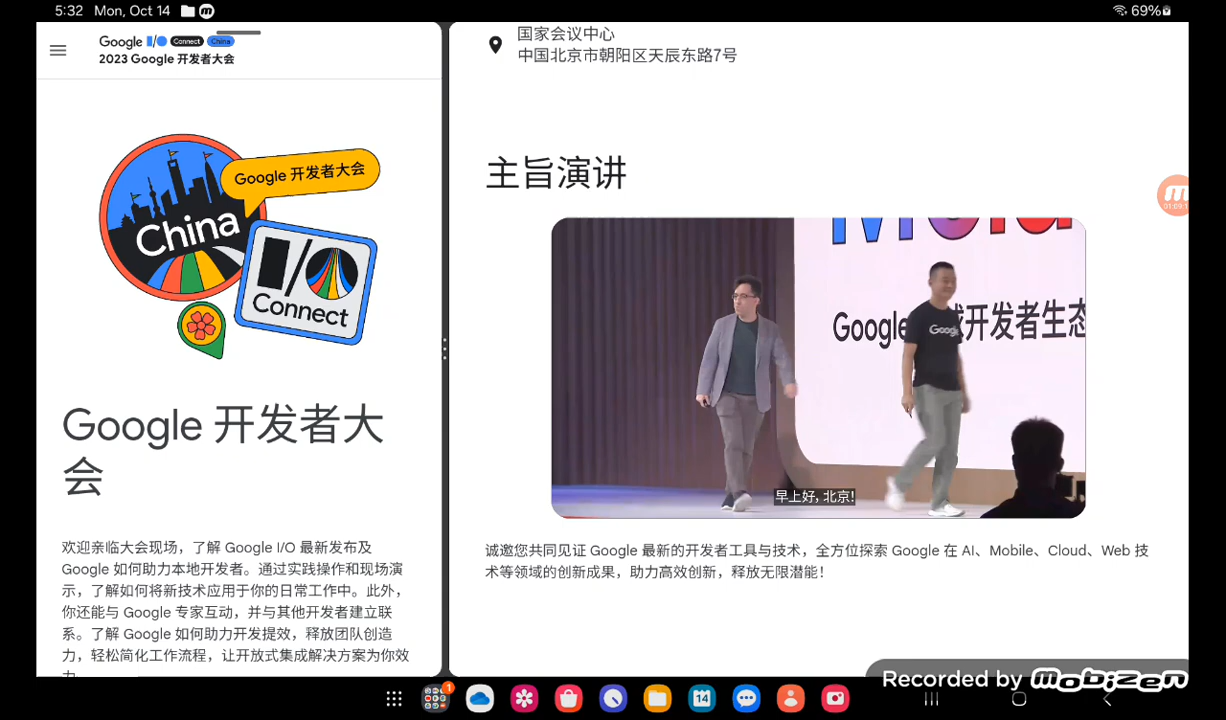 5:32 Mon, Oct 14
69%
Google I/O Connect China
2023 Google 开发者大会
Google 开发者大会
China
I/O
Connect
Google 开发者大
会
欢迎亲临大会现场，了解 Google I/O 最新发布及
Google 如何助力本地开发者。通过实践操作和现场演
示，了解如何将新技术应用于你的日常工作中。此外，
你还能与 Google 专家互动，并与其他开发者建立联
系。了解 Google 如何助力开发提效，释放团队创造
力，轻松简化工作流程，让开放式集成解决方案为你效
国家会议中心
中国北京市朝阳区天辰东路7号
主旨演讲
Google
开发者生态
Google
早上好, 北京!
诚邀您共同见证 Google 最新的开发者工具与技术，全方位探索 Google 在 AI、Mobile、Cloud、Web 技
术等领域的创新成果，助力高效创新，释放无限潜能！
1
14
Recorded by mobizen